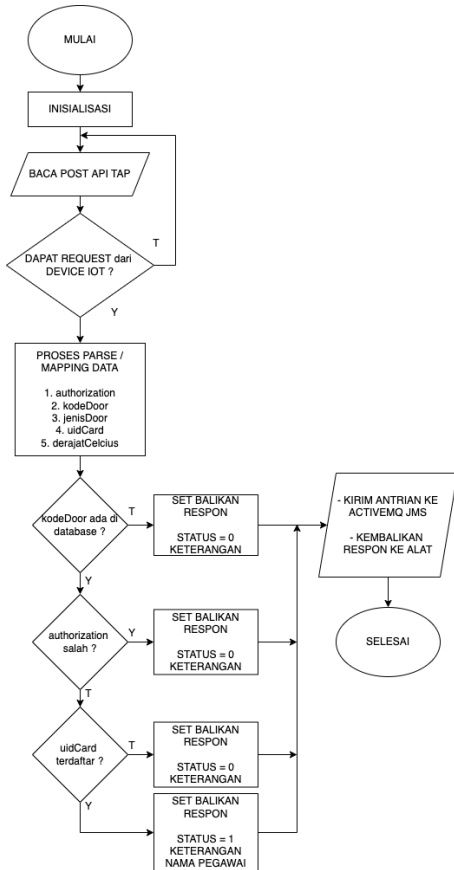 MULAI
INISIALISASI
BACA POST API TAP
T
DAPAT REQUEST dari
DEVICE IOT ?
Y
PROSES PARSE /
MAPPING DATA
1. authorization
2. kodeDoor
3. jenisDoor
4. uidCard
5. derajatCelcius
kodeDoor ada di
database ?
T
SET BALIKAN
RESPON
STATUS = 0
KETERANGAN
- KIRIM ANTRIAN KE
ACTIVEMQ JMS
- KEMBALIKAN
RESPON KE ALAT
Y
authorization
salah ?
Y
SET BALIKAN
RESPON
STATUS = 0
KETERANGAN
SELESAI
T
uidCard
terdaftar ?
T
SET BALIKAN
RESPON
STATUS = 0
KETERANGAN
Y
SET BALIKAN
RESPON
STATUS = 1
KETERANGAN
NAMA PEGAWAI